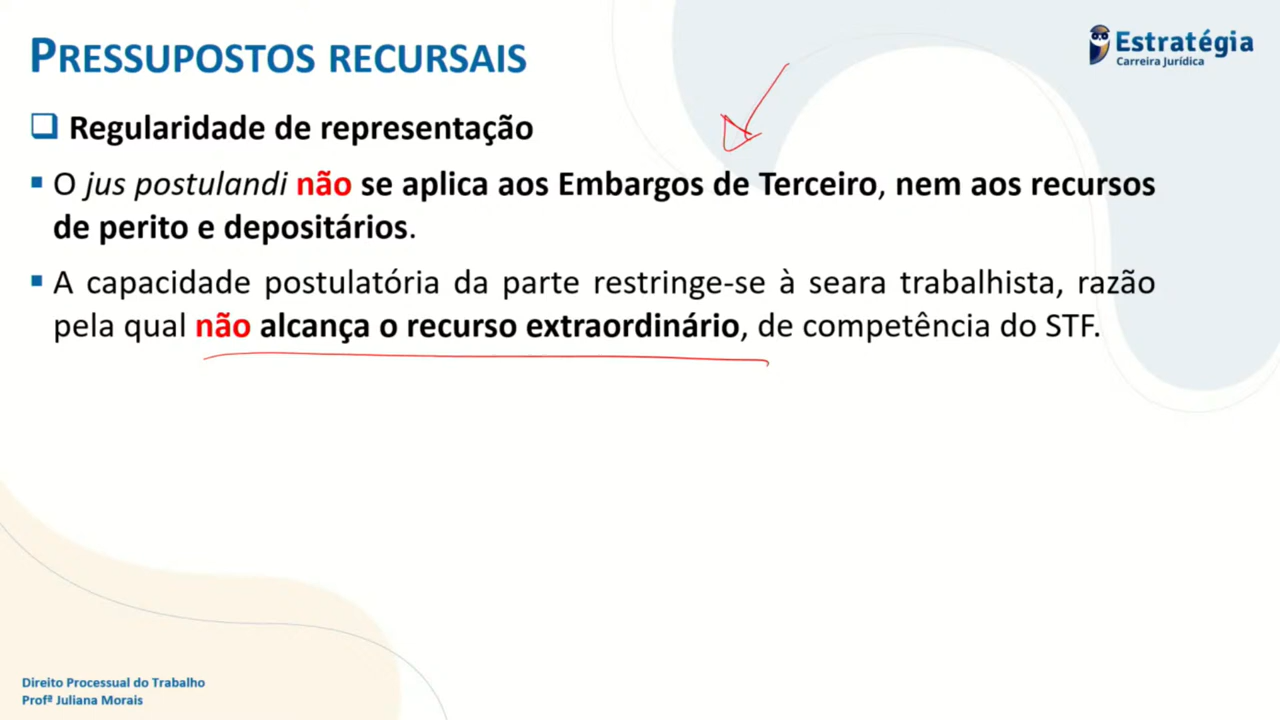 PRESSUPOSTOS RECURSAIS
Estratégia
Carreira Jurídica
Regularidade de representação
O jus postulandi não se aplica aos Embargos de Terceiro, nem aos recursos
de perito e depositários.
A capacidade postulatória da parte restringe-se à seara trabalhista, razão
pela qual não alcança o recurso extraordinário, de competência do STF.
Direito Processual do Trabalho
Profª Juliana Morais